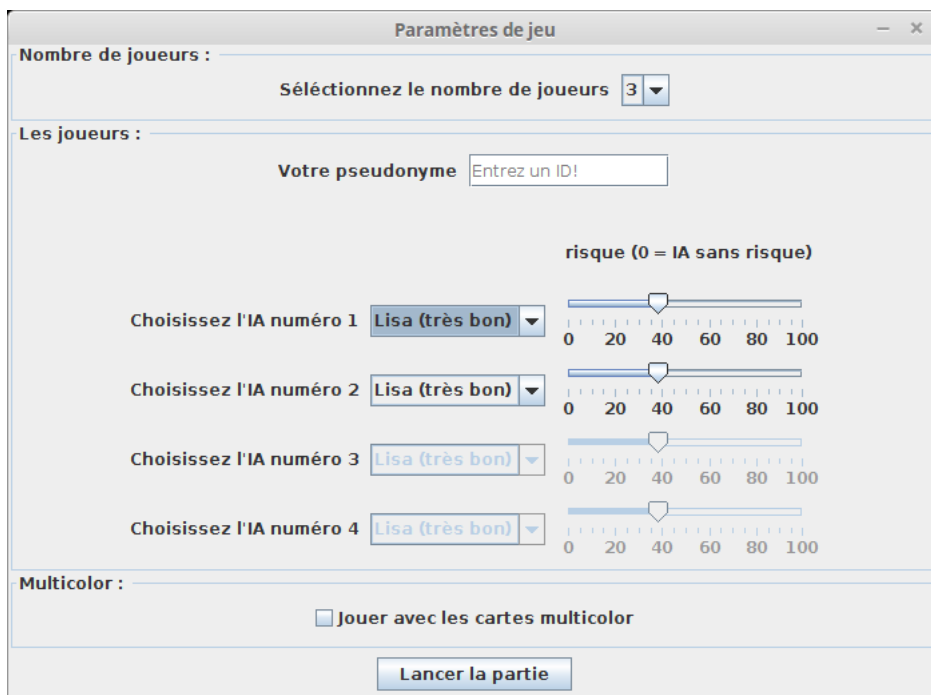 Paramètres de jeu
Nombre de joueurs :
Séléctionnez le nombre de joueurs 3
Les joueurs :
Votre pseudonyme Entrez un ID!
risque (0 = IA sans risque)
Choisissez l'IA numéro 1 Lisa (très bon)
0 20 40 60 80 100
Choisissez l'IA numéro 2 Lisa (très bon)
0 20 40 60 80 100
Choisissez l'IA numéro 3 Lisa (très bon)
0 20 40 60 80 100
Choisissez l'IA numéro 4 Lisa (très bon)
0 20 40 60 80 100
Multicolor :
Jouer avec les cartes multicolor
Lancer la partie